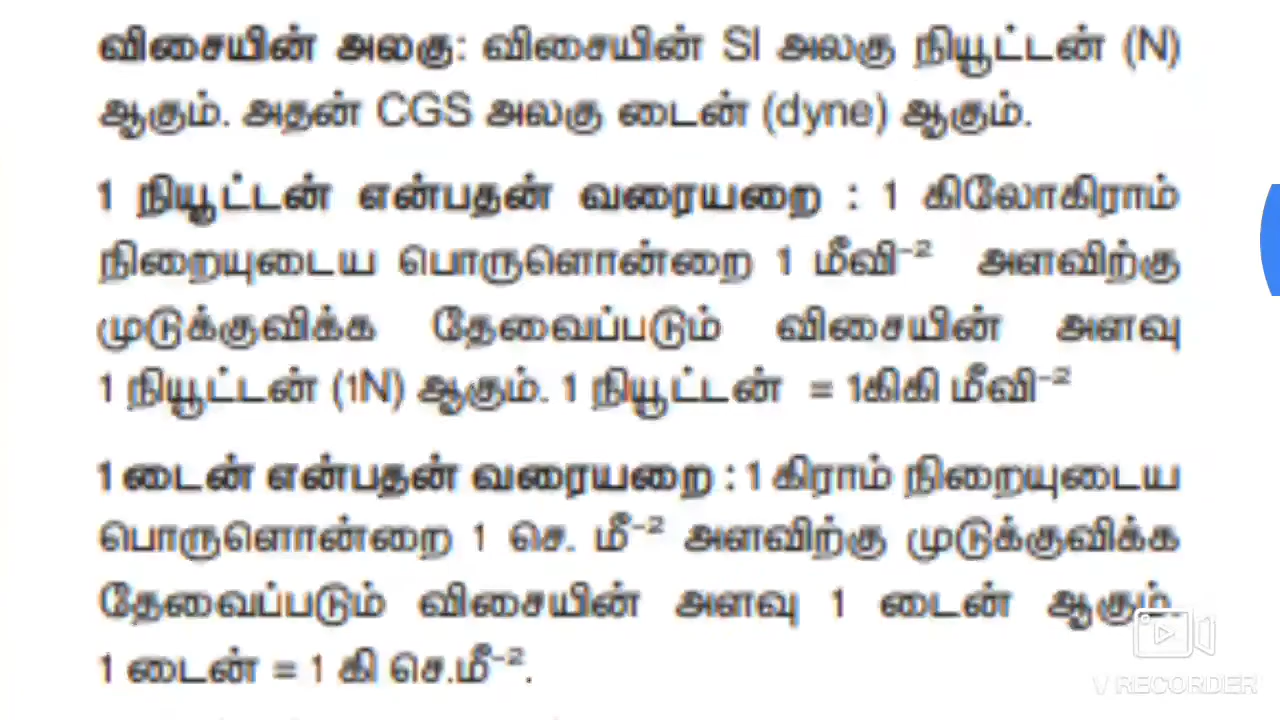 விசையின் அலகு: விசையின் SI அலகு நியூட்டன் (N)
ஆகும். அதன் CGS அலகு டைன் (dyne) ஆகும்.
1 நியூட்டன் என்பதன் வரையறை : 1 கிலோகிராம்
நிறையுடைய பொருளொன்றை 1 மீவி⁻² அளவிற்கு
முடுக்குவிக்க தேவைப்படும் விசையின் அளவு
1 நியூட்டன் (1N) ஆகும். 1 நியூட்டன் = 1கிகி மீவி⁻²
1 டைன் என்பதன் வரையறை : 1 கிராம் நிறையுடைய
பொருளொன்றை 1 செ. மீ⁻² அளவிற்கு முடுக்குவிக்க
தேவைப்படும் விசையின் அளவு 1 டைன் ஆகும்.
1 டைன் = 1 கி செ.மீ⁻².
V RECORDER